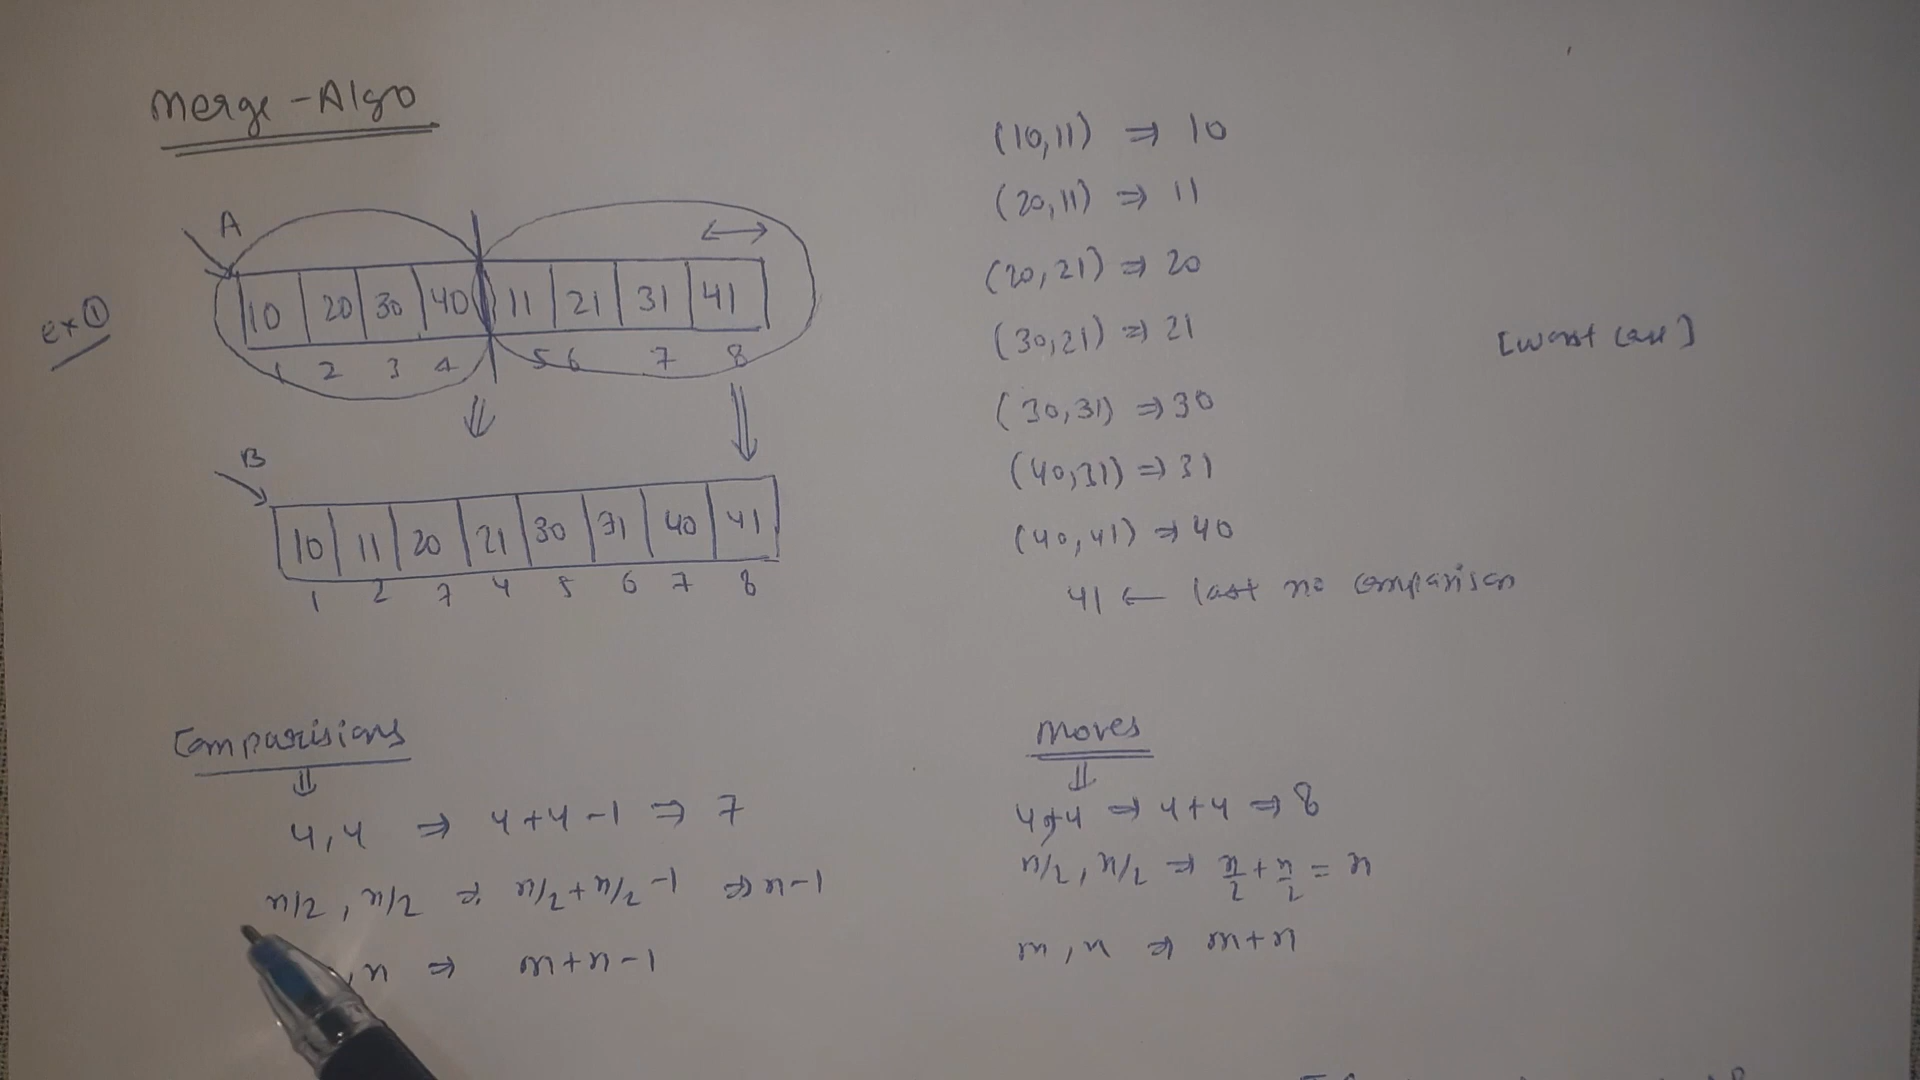 Merge-Algo
A
ex ①
10 20 30 40 11 21 31 41
1 2 3 4 5 6 7 8
B
10 11 20 21 30 31 40 41
1 2 3 4 5 6 7 8
(10,11) ⇒ 10
(20,11) ⇒ 11
(20,21) ⇒ 20
(30,21) ⇒ 21
(30,31) ⇒ 30
(40,31) ⇒ 31
(40,41) ⇒ 40
41 ← last no comparison
[worst case]
Comparisions
⇓
4,4 ⇒ 4+4-1 ⇒ 7
n/2, n/2 ⇒ n/2+n/2-1 ⇒ n-1
,n ⇒ m+n-1
Moves
⇓
4,4 ⇒ 4+4 ⇒ 8
n/2, n/2 ⇒ n/2 + n/2 = n
m,n ⇒ m+n